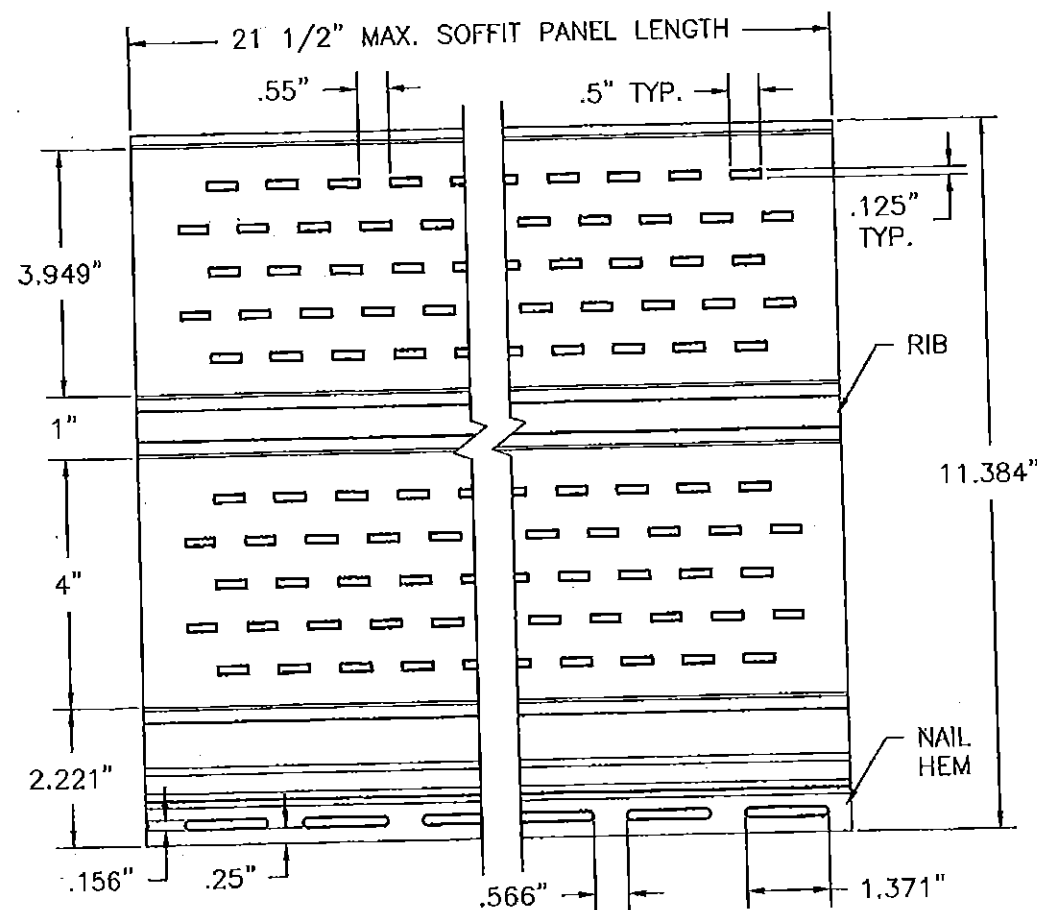 21 1/2" MAX. SOFFIT PANEL LENGTH
.55"
.5" TYP.
.125"
TYP.
3.949"
RIB
1"
11.384"
4"
NAIL
HEM
2.221"
.156"
.25"
.566"
1.371"